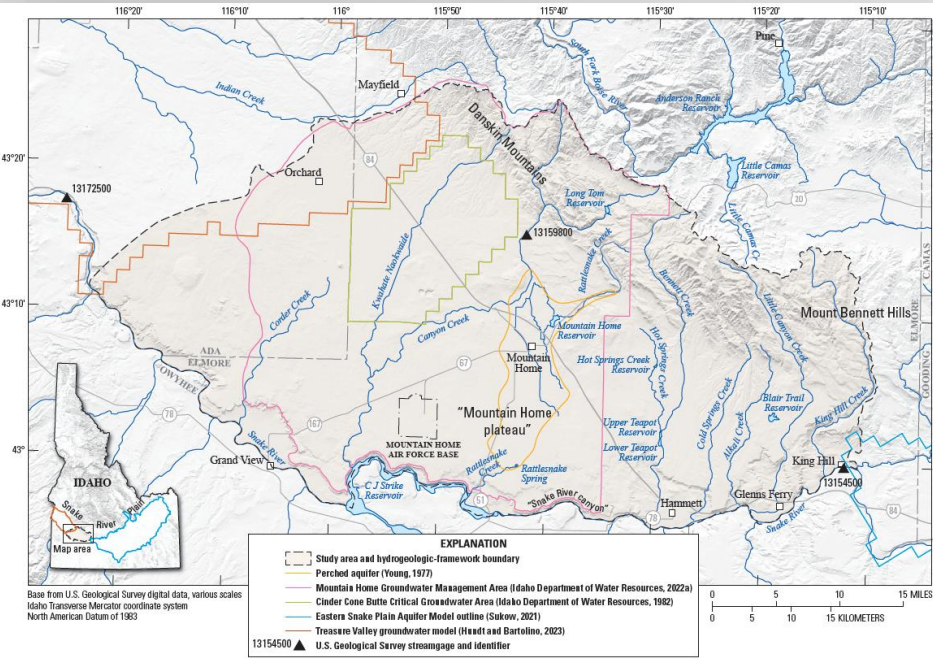 116°20'
116°10'
116°
115°50'
115°40'
115°30'
115°20'
115°10'
Pine
South Fork Boise River
Mayfield
Indian Creek
Anderson Ranch
Reservoir
Danskin Mountains
43°20'
84
Little Camas
Reservoir
Orchard
13172500
Long Tom
Reservoir
20
Little Camas C
13159800
Kwahate Naokwaide
Rattlesnake Creek
CAMAS
Bennett Creek
Corder Creek
Little Canyon Creek
43°10'
Mount Bennett Hills
ELMORE
Canyon Creek
Mountain Home
Reservoir
Hot Springs Creek
ADA
ELMORE
OWYHEE
67
Mountain
Home
Hot Springs Creek
Reservoir
GOODING
78
Cold Springs Creek
Alkali Creek
Blair Trail
Reservoir
King Hill Creek
"Mountain Home
plateau"
167
Upper Teapot
Reservoir
MOUNTAIN HOME
AIR FORCE BASE
Lower Teapot
Reservoir
43°
Snake River
Grand View
Rattlesnake
Creek
Rattlesnake
Spring
King Hill
13154500
C J Strike
Reservoir
51
"Snake River canyon"
Hammett
Glenns Ferry
78
Snake River
84
IDAHO
Snake
River
Plain
Map area
EXPLANATION
Study area and hydrogeologic-framework boundary
Perched aquifer (Young, 1977)
Mountain Home Groundwater Management Area (Idaho Department of Water Resources, 2022a)
Cinder Cone Butte Critical Groundwater Area (Idaho Department of Water Resources, 1982)
Eastern Snake Plain Aquifer Model outline (Sukow, 2021)
Treasure Valley groundwater model (Hundt and Bartolino, 2023)
13154500 U.S. Geological Survey streamgage and identifier
Base from U.S. Geological Survey digital data, various scales
Idaho Transverse Mercator coordinate system
North American Datum of 1983
0 5 10 15 MILES
0 5 10 15 KILOMETERS